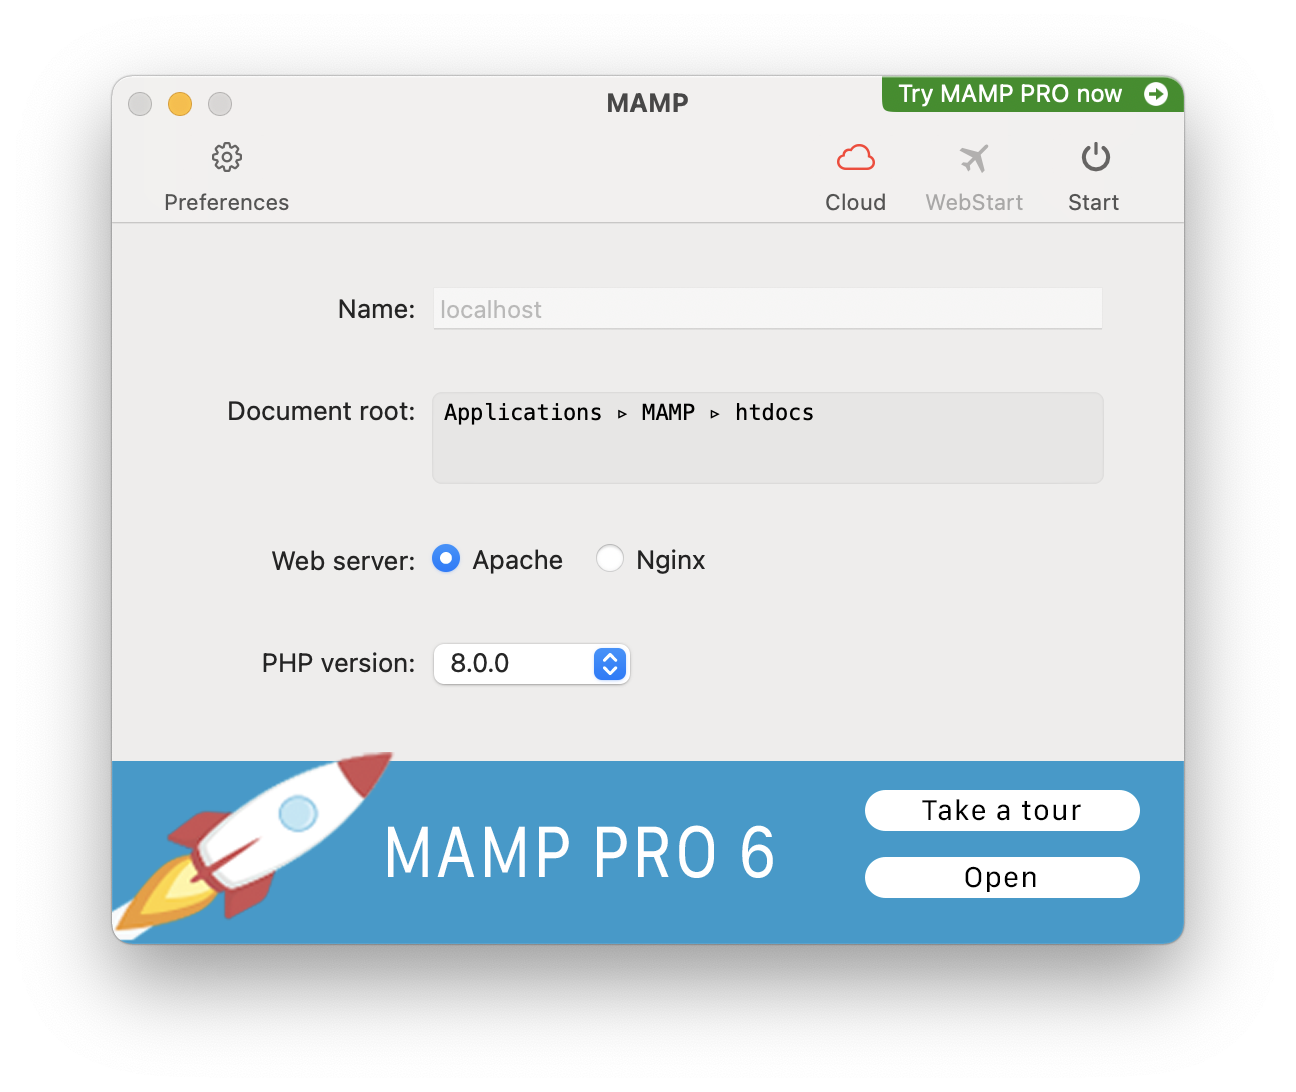 MAMP
Try MAMP PRO now
Preferences
Cloud
WebStart
Start
Name: localhost
Document root: Applications ▹ MAMP ▹ htdocs
Web server: Apache Nginx
PHP version: 8.0.0
MAMP PRO 6
Take a tour
Open